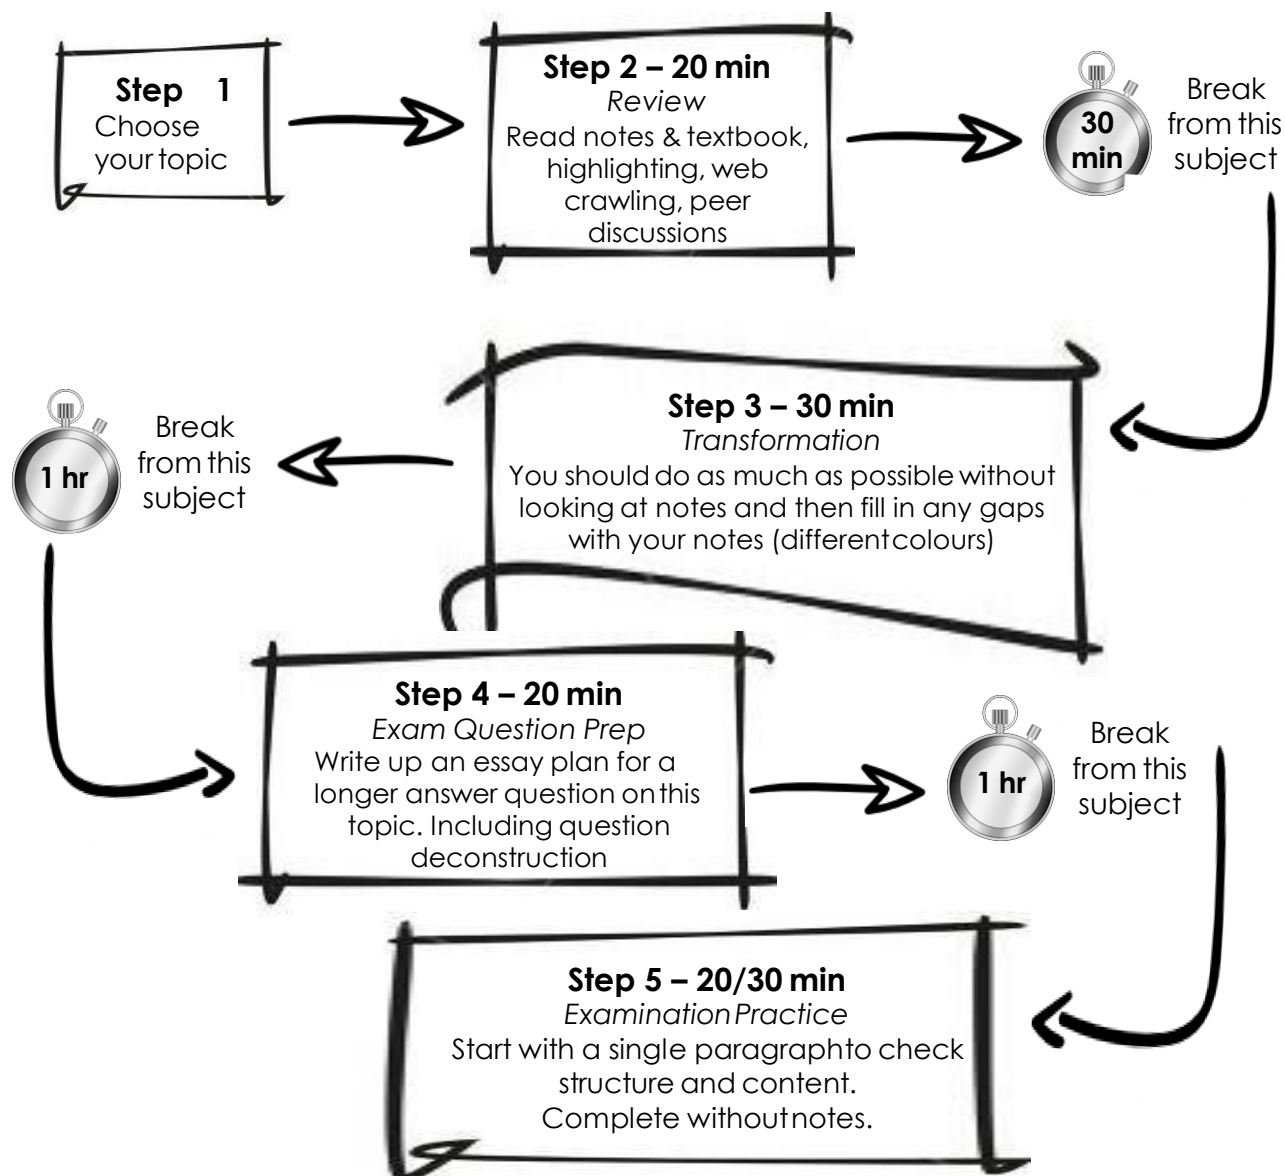 Step 1
Choose
your topic
Step 2 – 20 min
Review
Read notes & textbook,
highlighting, web
crawling, peer
discussions
30
min
Break
from this
subject
Step 3 – 30 min
Transformation
You should do as much as possible without
looking at notes and then fill in any gaps
with your notes (different colours)
1 hr
Break
from this
subject
Step 4 – 20 min
Exam Question Prep
Write up an essay plan for a
longer answer question on this
topic. Including question
deconstruction
1 hr
Break
from this
subject
Step 5 – 20/30 min
Examination Practice
Start with a single paragraph to check
structure and content.
Complete without notes.